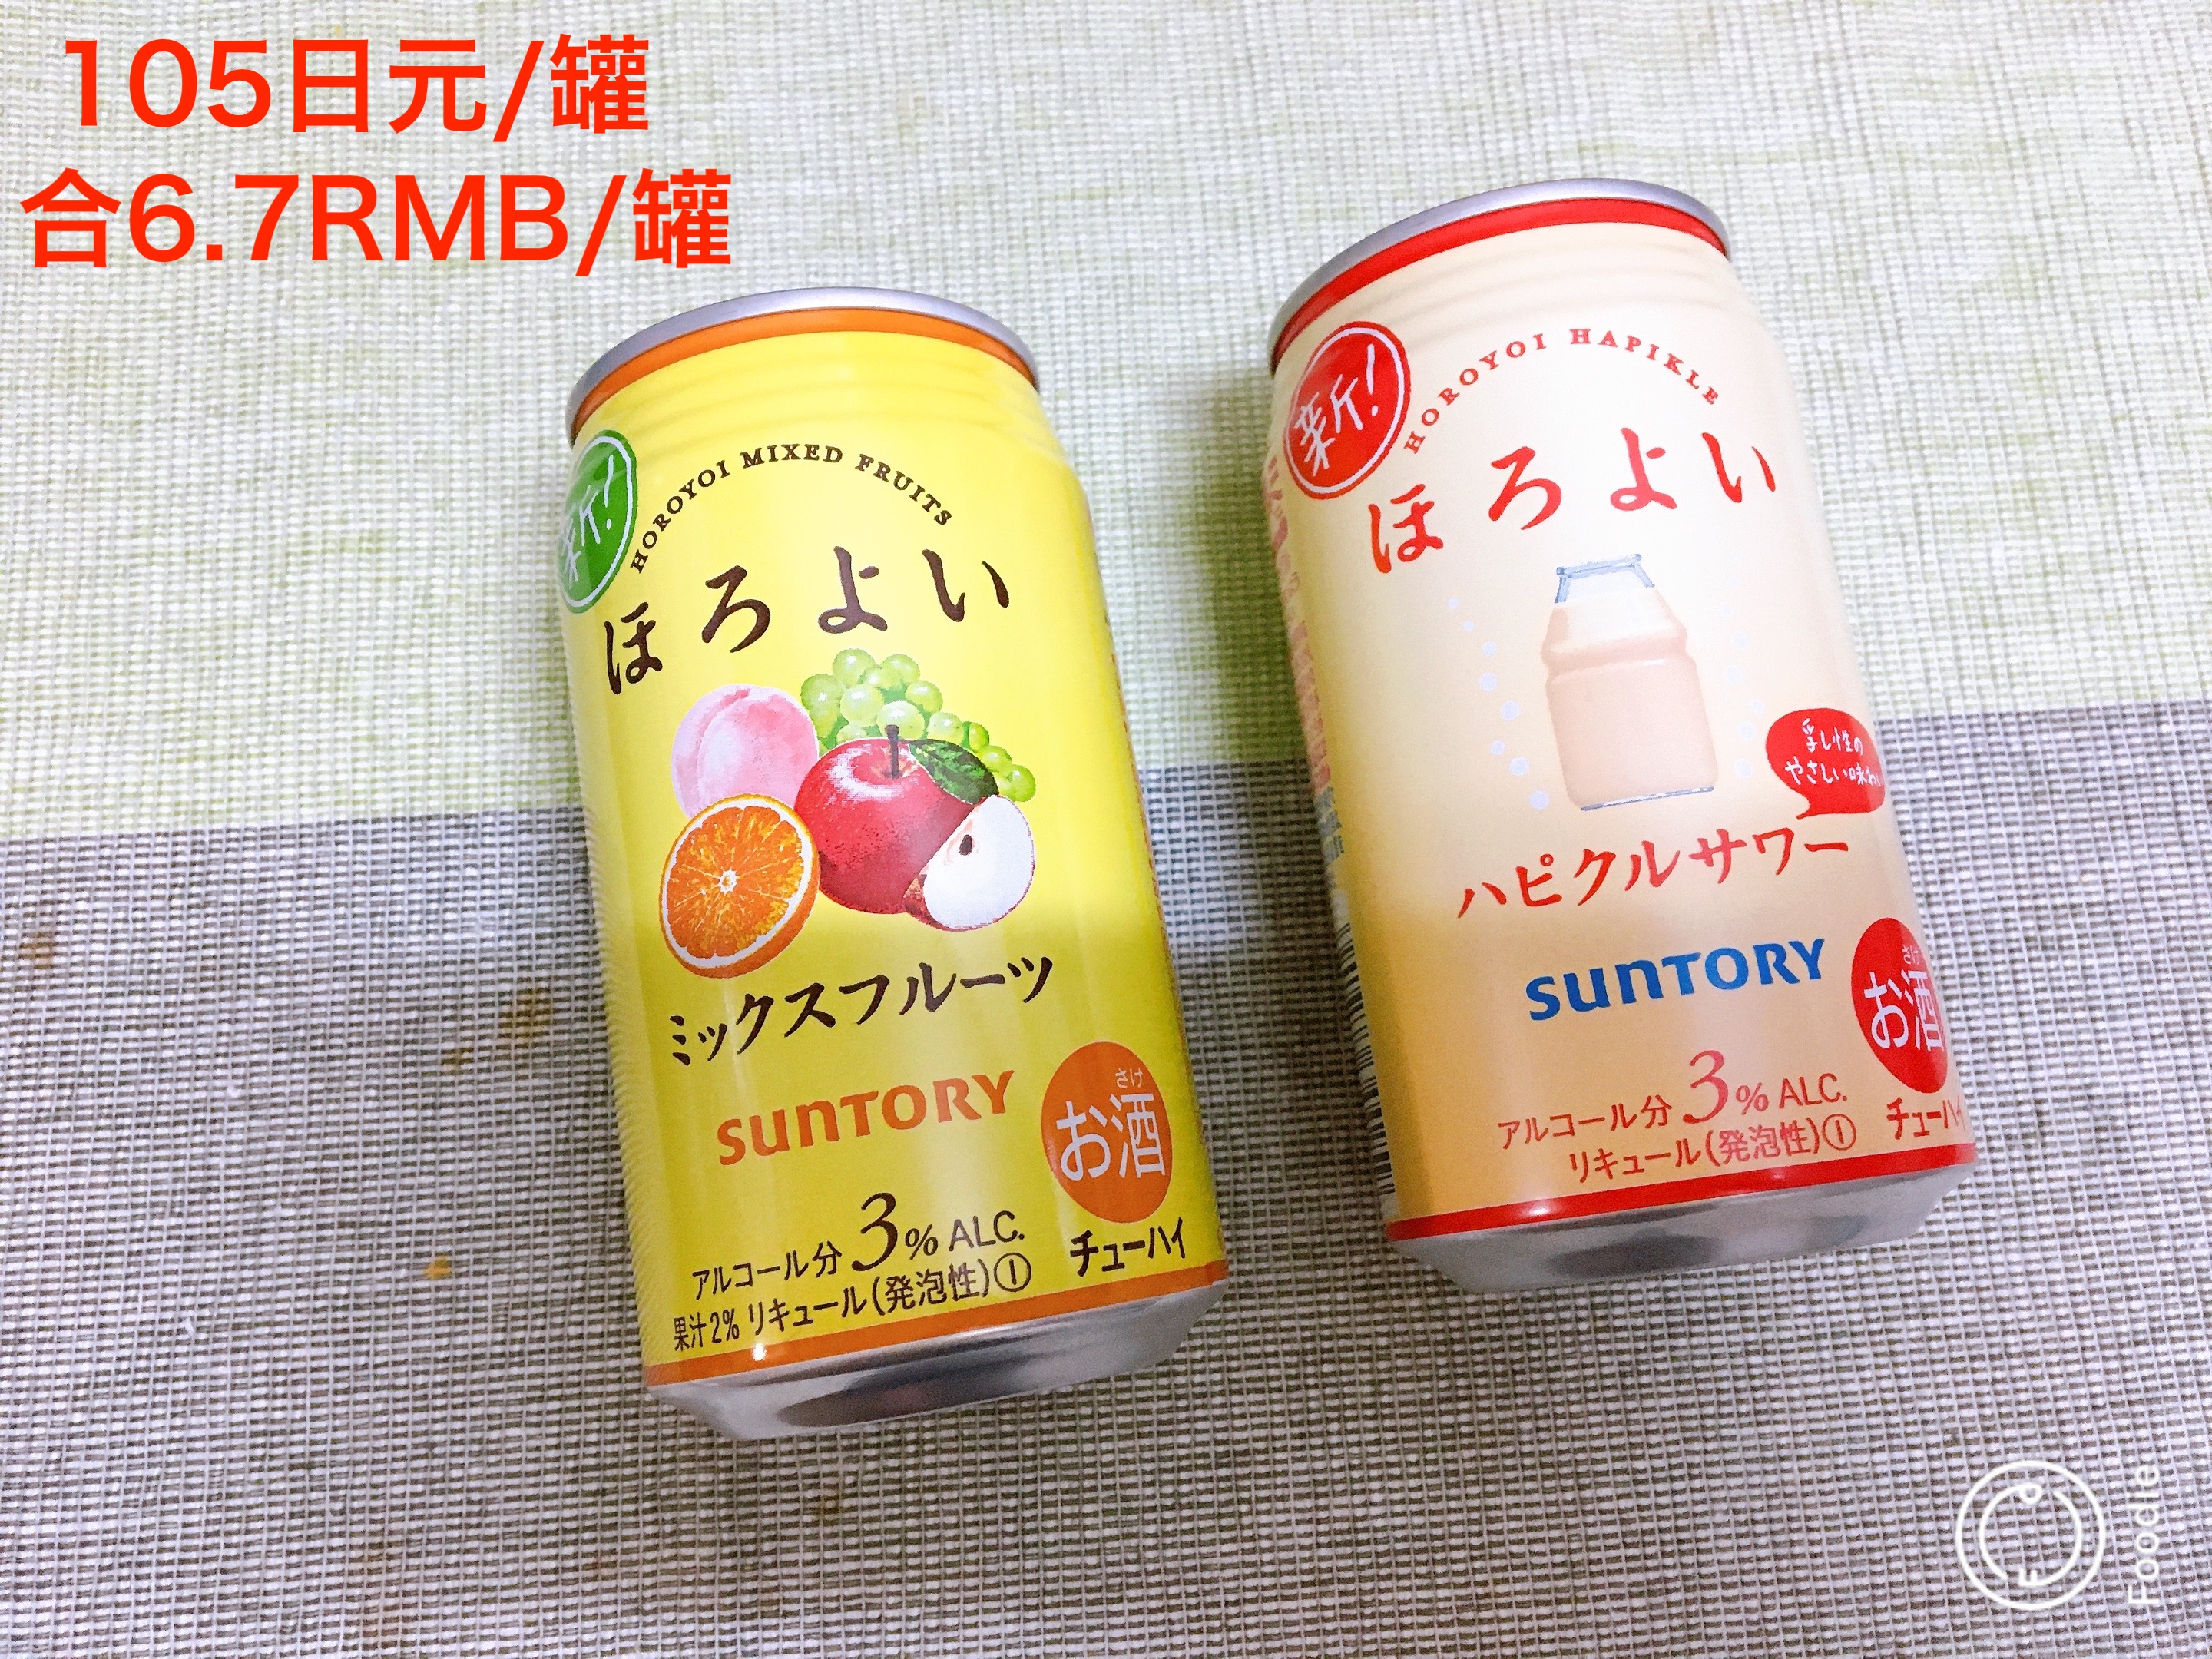 105日元/罐
合6.7RMB/罐
新!
HOROYOI MIXED FRUITS
ほろよい
ミックスフルーツ
SUNTORY
さけ
お酒
アルコール分 3% ALC.
チューハイ
果汁2% リキュール(発泡性)①
新!
HOROYOI HAPIKLE
ほろよい
乳性の
やさしい味わい
ハピクルサワー
SUNTORY
さけ
お酒
アルコール分 3% ALC.
チューハイ
リキュール(発泡性)①
Foodie